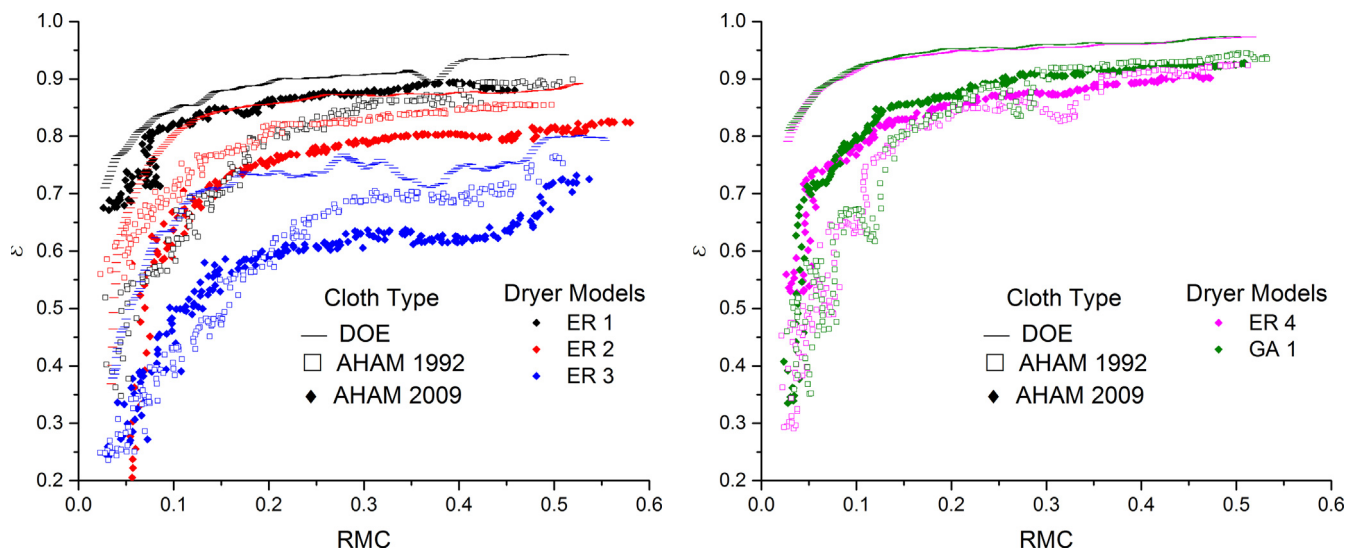 1.0
0.9
0.8
0.7
0.6
0.5
0.4
0.3
0.2
ε
0.0 0.1 0.2 0.3 0.4 0.5 0.6
RMC
Cloth Type
DOE
AHAM 1992
AHAM 2009
Dryer Models
ER 1
ER 2
ER 3
1.0
0.9
0.8
0.7
0.6
0.5
0.4
0.3
0.2
ε
0.0 0.1 0.2 0.3 0.4 0.5 0.6
RMC
Cloth Type
DOE
AHAM 1992
AHAM 2009
Dryer Models
ER 4
GA 1